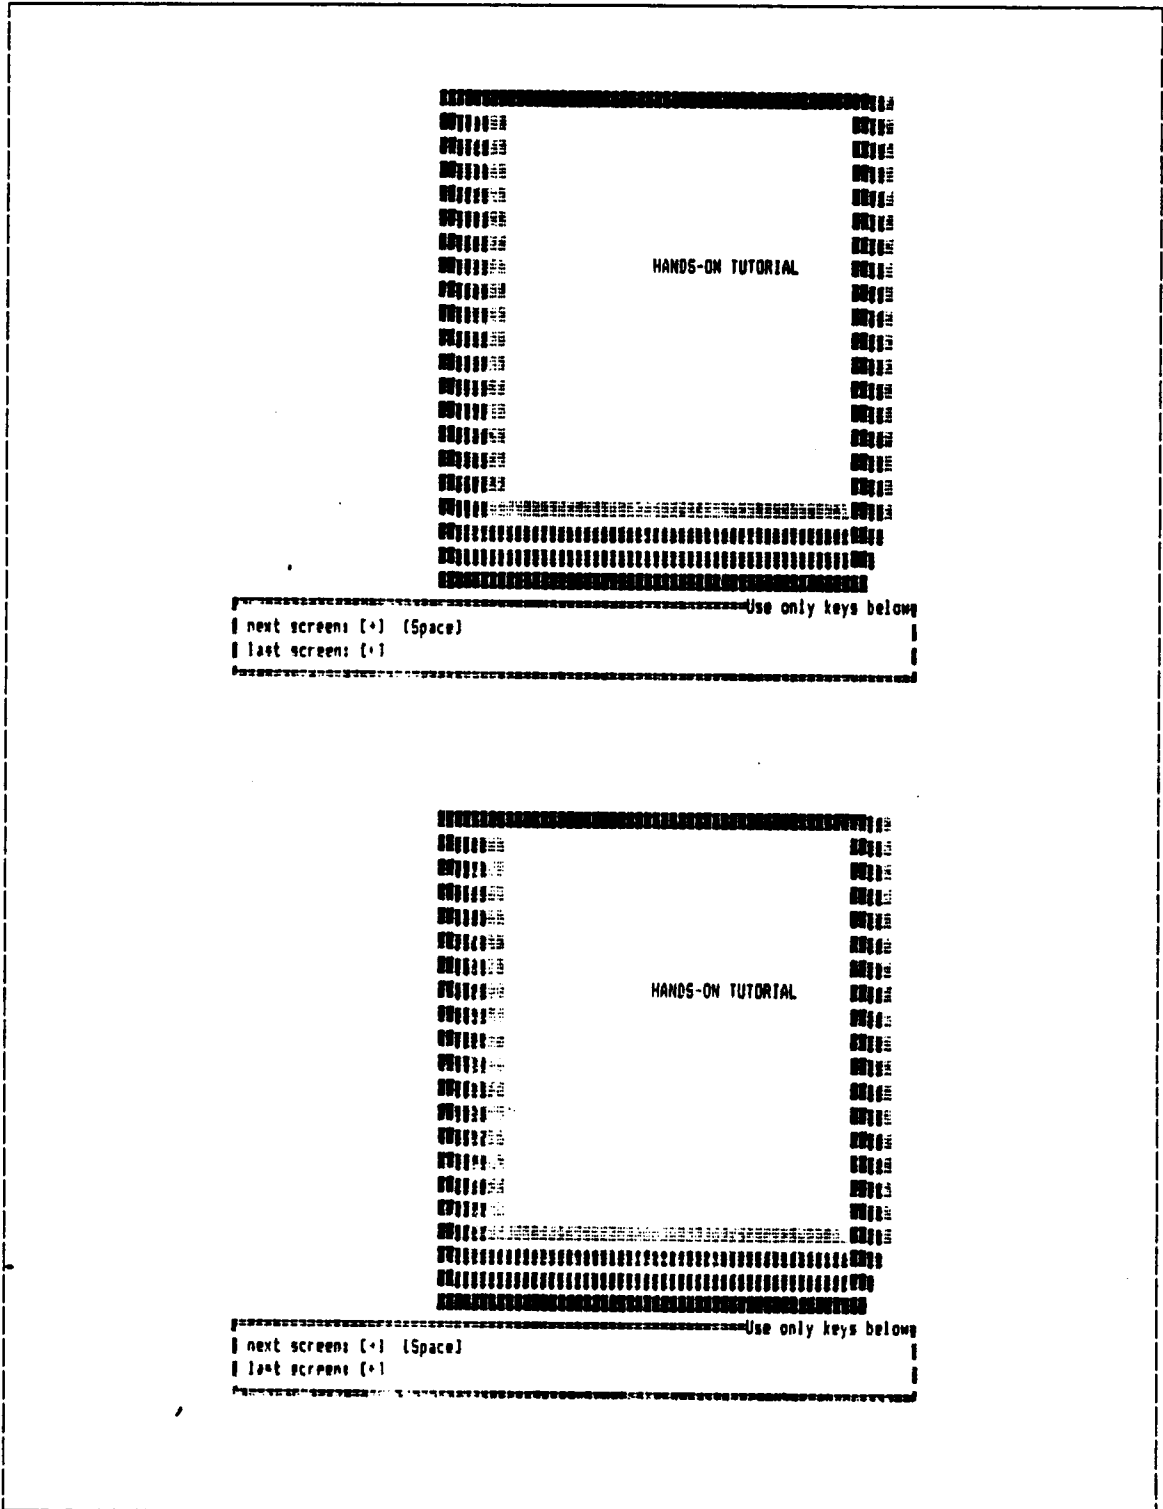 HANDS-ON TUTORIAL
Use only keys below
next screen: [+] [Space]
last screen: [+]
HANDS-ON TUTORIAL
Use only keys below
next screen: [+] [Space]
last screen: [+]